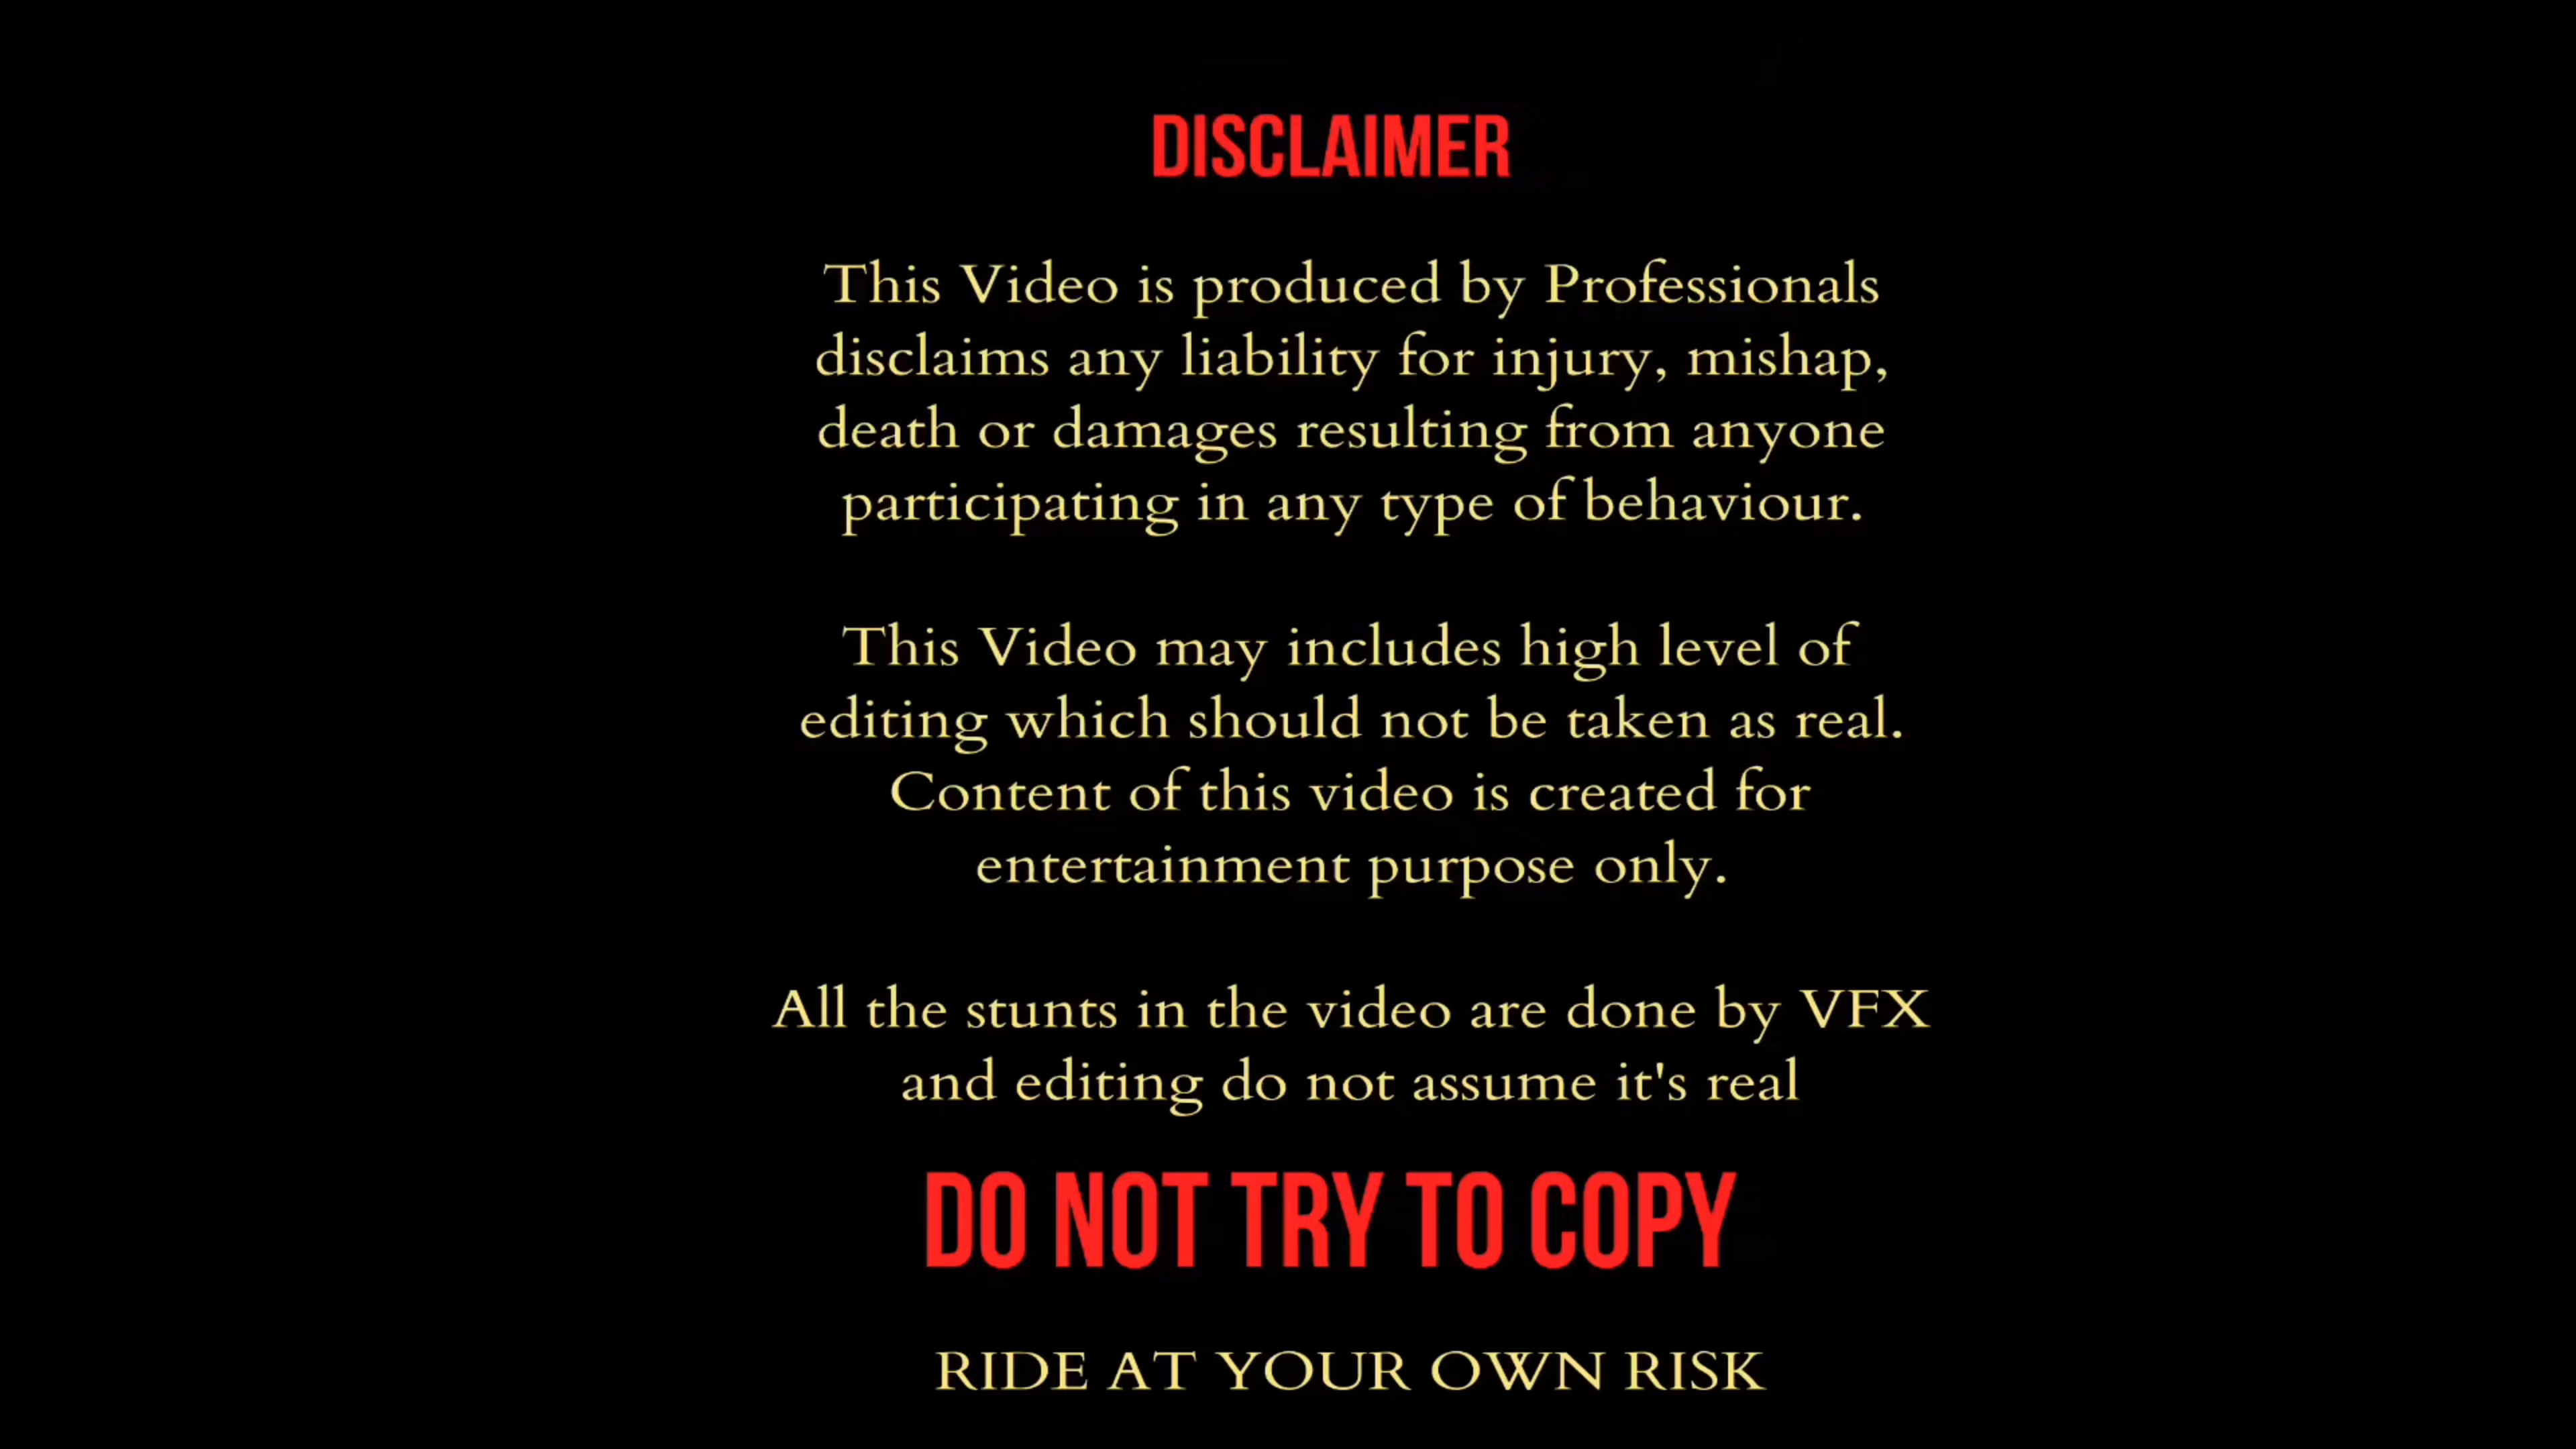 DISCLAIMER
This Video is produced by Professionals
disclaims any liability for injury, mishap,
death or damages resulting from anyone
participating in any type of behaviour.
This Video may includes high level of
editing which should not be taken as real.
Content of this video is created for
entertainment purpose only.
All the stunts in the video are done by VFX
and editing do not assume it's real
DO NOT TRY TO COPY
RIDE AT YOUR OWN RISK